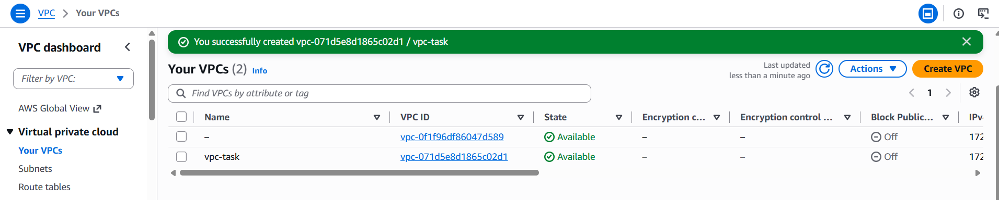 VPC > Your VPCs
VPC dashboard
Filter by VPC:
AWS Global View
Virtual private cloud
Your VPCs
Subnets
Route tables
You successfully created vpc-071d5e8d1865c02d1 / vpc-task
Your VPCs (2) Info
Last updated
less than a minute ago
Actions
Create VPC
Find VPCs by attribute or tag
1
Name VPC ID State Encryption c... Encryption control ... Block Public... IPv4
– vpc-0f1f96df86047d589 Available – – Off 172
vpc-task vpc-071d5e8d1865c02d1 Available – – Off 172